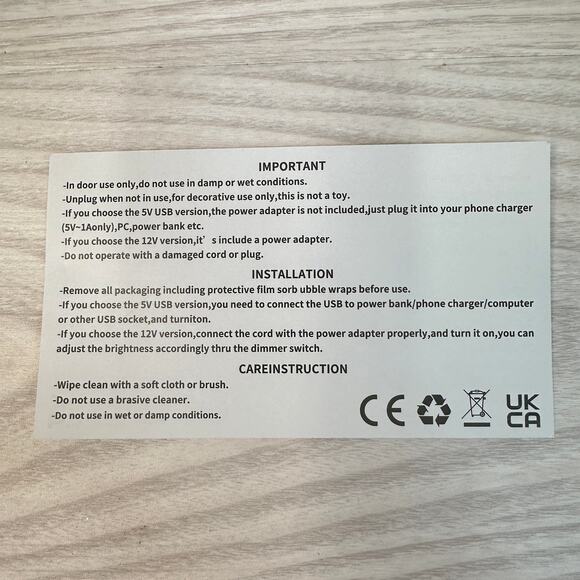 IMPORTANT
-In door use only,do not use in damp or wet conditions.
-Unplug when not in use,for decorative use only,this is not a toy.
-If you choose the 5V USB version,the power adapter is not included,just plug it into your phone charger
(5V~1Aonly),PC,power bank etc.
-If you choose the 12V version,it’s include a power adapter.
-Do not operate with a damaged cord or plug.
INSTALLATION
-Remove all packaging including protective film sorb ubble wraps before use.
-If you choose the 5V USB version,you need to connect the USB to power bank/phone charger/computer
or other USB socket,and turniton.
-If you choose the 12V version,connect the cord with the power adapter properly,and turn it on,you can
adjust the brightness accordingly thru the dimmer switch.
CAREINSTRUCTION
-Wipe clean with a soft cloth or brush.
-Do not use a brasive cleaner.
-Do not use in wet or damp conditions.
CE
UK
CA